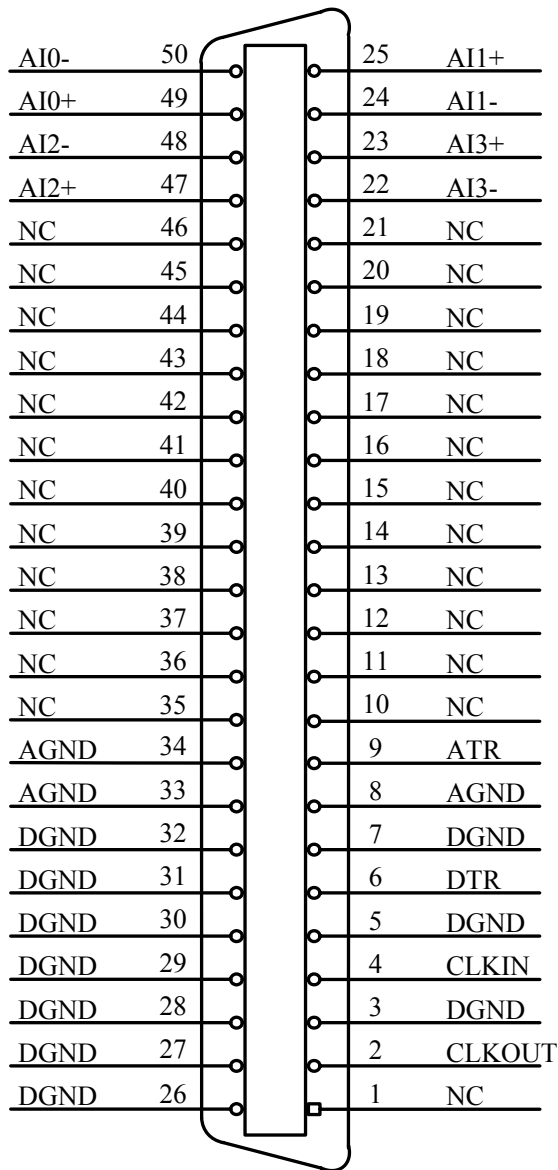 AI0- 50 25 AI1+
AI0+ 49 24 AI1-
AI2- 48 23 AI3+
AI2+ 47 22 AI3-
NC 46 21 NC
NC 45 20 NC
NC 44 19 NC
NC 43 18 NC
NC 42 17 NC
NC 41 16 NC
NC 40 15 NC
NC 39 14 NC
NC 38 13 NC
NC 37 12 NC
NC 36 11 NC
NC 35 10 NC
AGND 34 9 ATR
AGND 33 8 AGND
DGND 32 7 DGND
DGND 31 6 DTR
DGND 30 5 DGND
DGND 29 4 CLKIN
DGND 28 3 DGND
DGND 27 2 CLKOUT
DGND 26 1 NC